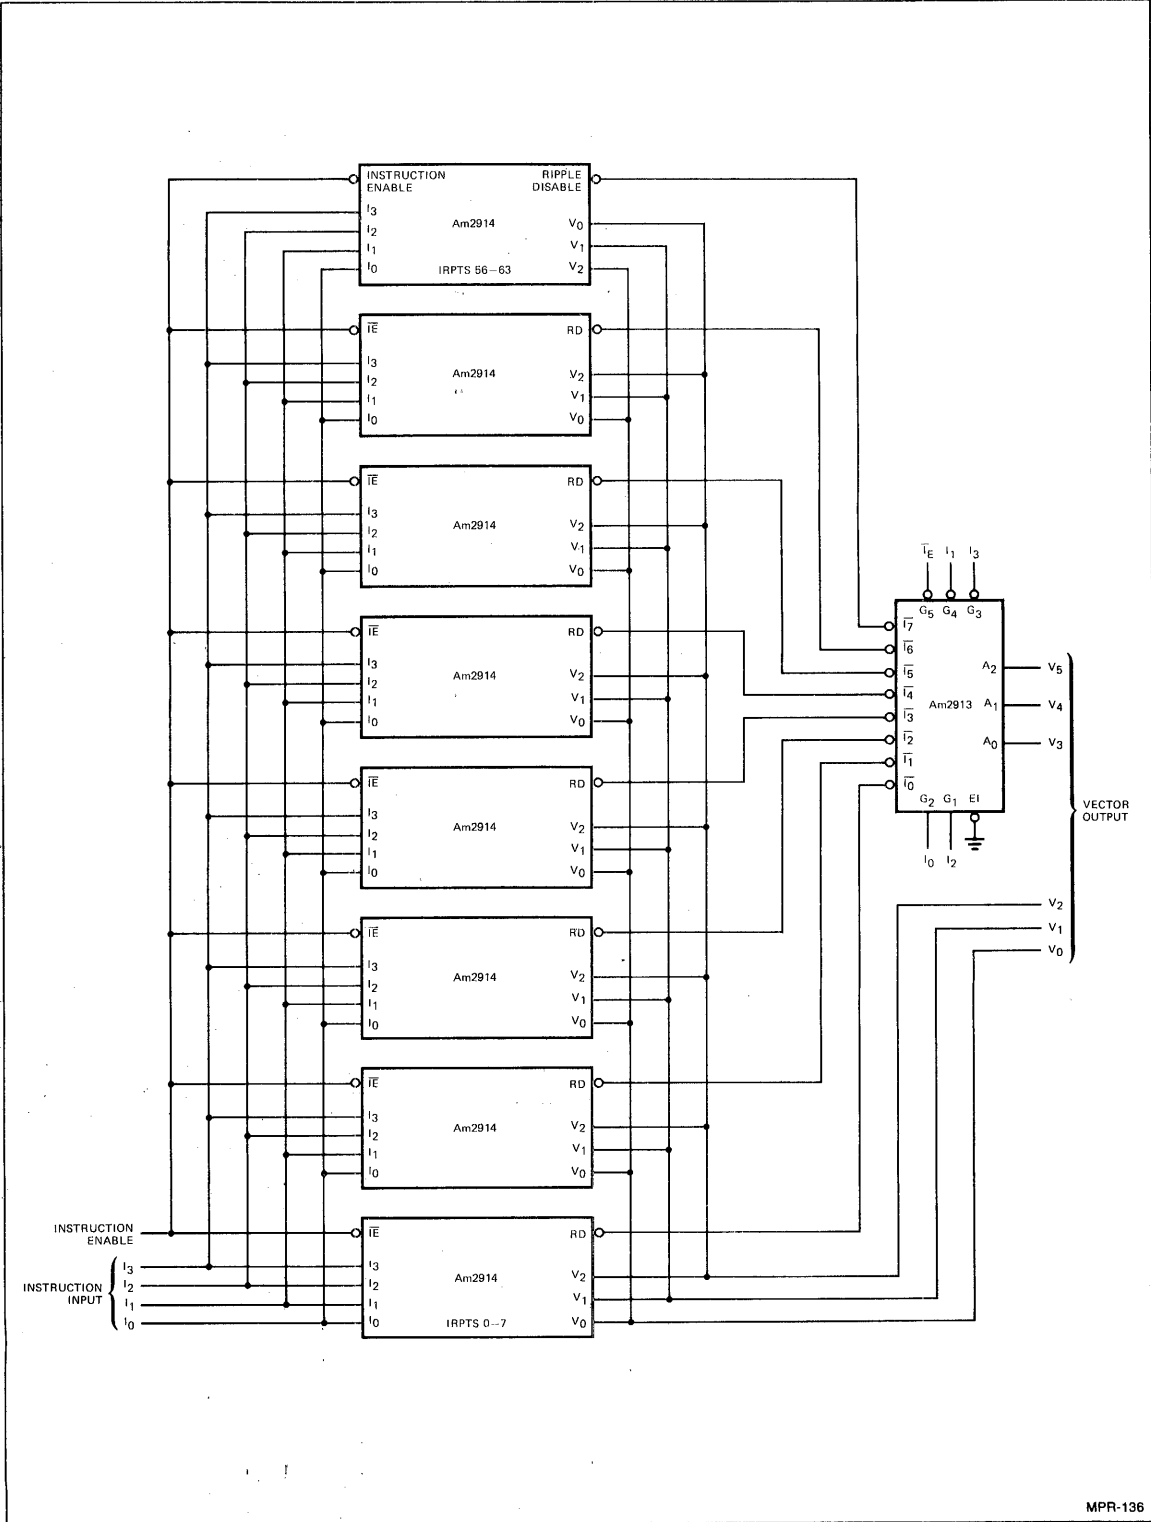 INSTRUCTION ENABLE
RIPPLE DISABLE
I3
I2
I1
I0
Am2914
V0
V1
V2
IRPTS 56–63
IE
RD
I3
I2
I1
I0
Am2914
V2
V1
V0
IE
RD
I3
I2
I1
I0
Am2914
V2
V1
V0
IE
RD
I3
I2
I1
I0
Am2914
V2
V1
V0
IE
RD
I3
I2
I1
I0
Am2914
V2
V1
V0
IE
RD
I3
I2
I1
I0
Am2914
V2
V1
V0
IE
RD
I3
I2
I1
I0
Am2914
V2
V1
V0
IE
RD
I3
I2
I1
I0
Am2914
V2
V1
V0
IRPTS 0–7
INSTRUCTION
ENABLE
INSTRUCTION
INPUT
I3
I2
I1
I0
IE I1 I3
G5 G4 G3
I7
I6
I5
I4
I3
I2
I1
I0
Am2913
A2
A1
A0
G2 G1 EI
I0 I2
V5
V4
V3
V2
V1
V0
VECTOR
OUTPUT
MPR-136